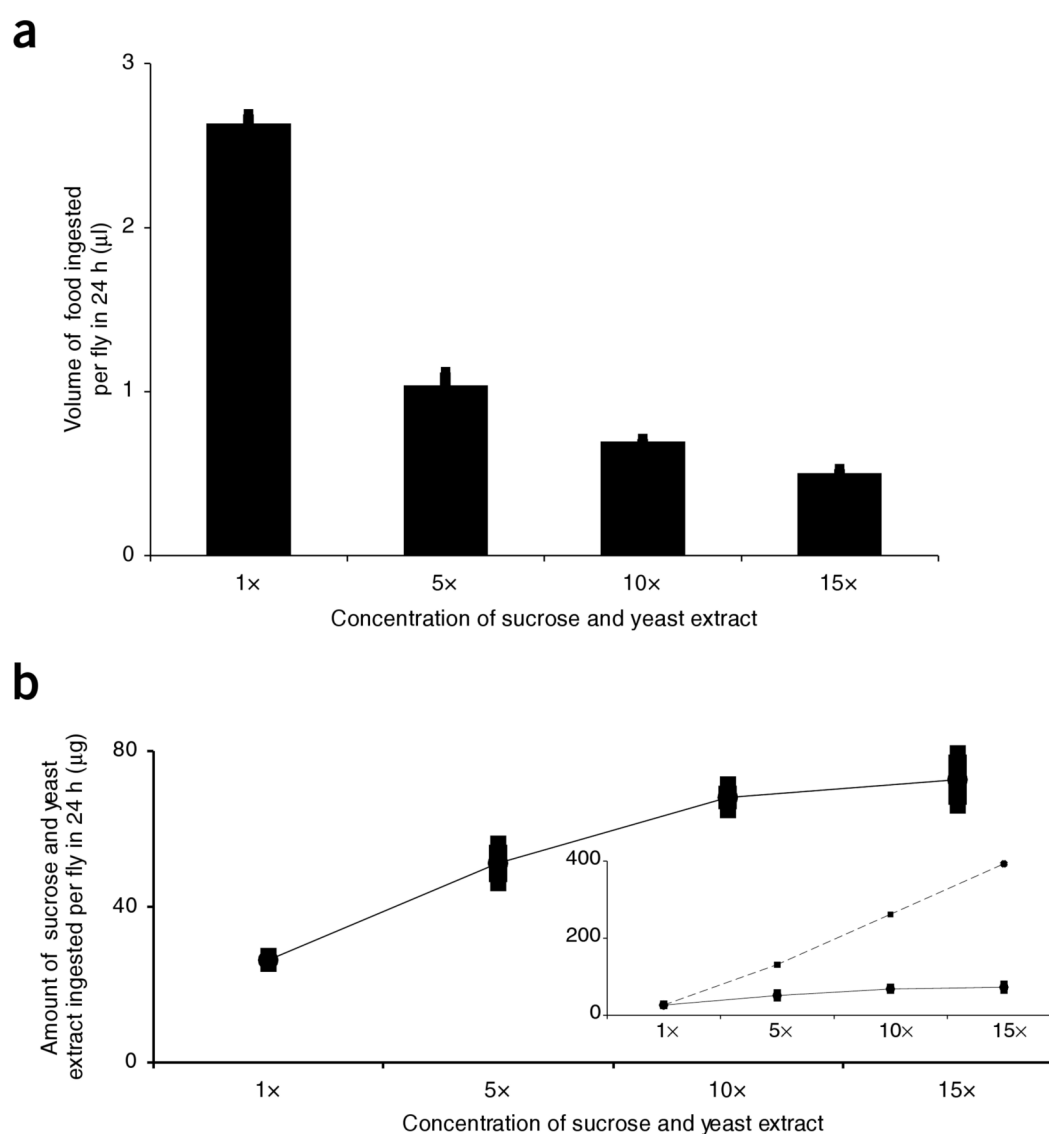 a
3
2
1
0
Volume of food ingested
per fly in 24 h (μl)
1× 5× 10× 15×
Concentration of sucrose and yeast extract
b
80
40
0
Amount of sucrose and yeast
extract ingested per fly in 24 h (μg)
400
200
0
1× 5× 10× 15×
1× 5× 10× 15×
Concentration of sucrose and yeast extract